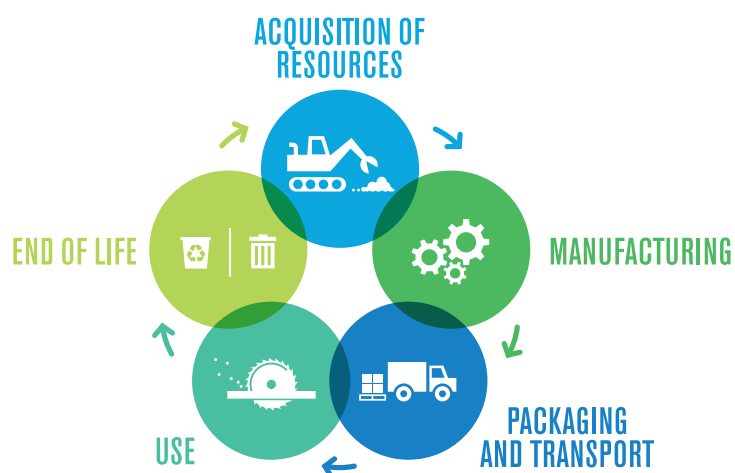 ACQUISITION OF
RESOURCES
MANUFACTURING
PACKAGING
AND TRANSPORT
USE
END OF LIFE